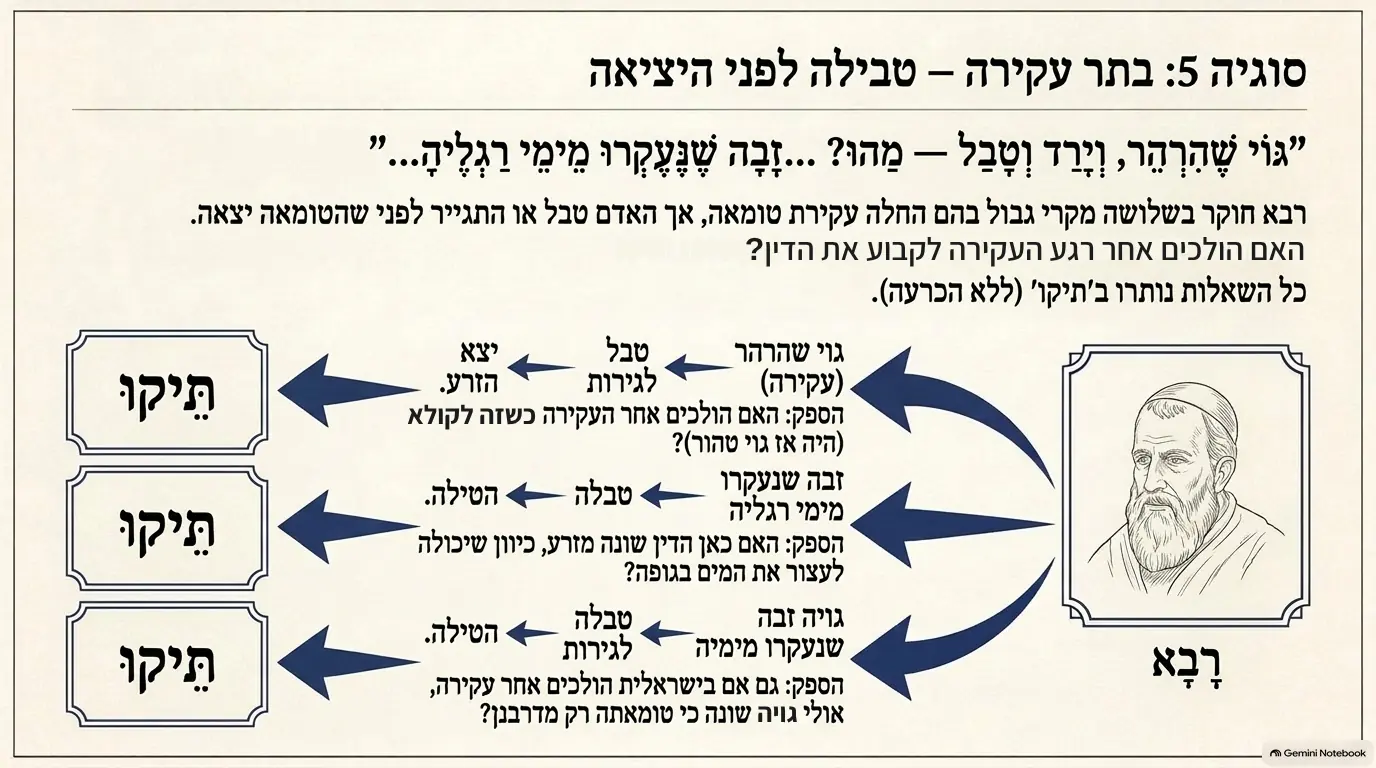 סוגיה 5: בתר עקירה – טבילה לפני היציאה
"גּוֹי שֶׁהִרְהֵר, וְיָרַד וְטָבַל — מַהוּ? ...זָבָה שֶׁנֶּעֶקְרוּ מֵימֵי רַגְלֶיהָ..."
רבא חוקר בשלושה מקרי גבול בהם החלה עקירת טומאה, אך האדם טבל או התגייר לפני שהטומאה יצאה.
האם הולכים אחר רגע העקירה לקבוע את הדין?
כל השאלות נותרו ב'תיקו' (ללא הכרעה).
רָבָא
גוי שהרהר
(עקירה)
טבל
לגירות
יצא
הזרע.
הספק: האם הולכים אחר העקירה כשזה לקולא
(היה אז גוי טהור)?
תֵּיקוּ
זבה שנעקרו
מימי רגליה
טבלה
הטילה.
הספק: האם כאן הדין שונה מזרע, כיוון שיכולה
לעצור את המים בגופה?
תֵּיקוּ
גויה זבה
שנעקרו מימיה
טבלה
לגירות
הטילה.
הספק: גם אם בישראלית הולכים אחר עקירה,
אולי גויה שונה כי טומאתה רק מדרבנן?
תֵּיקוּ
Gemini Notebook